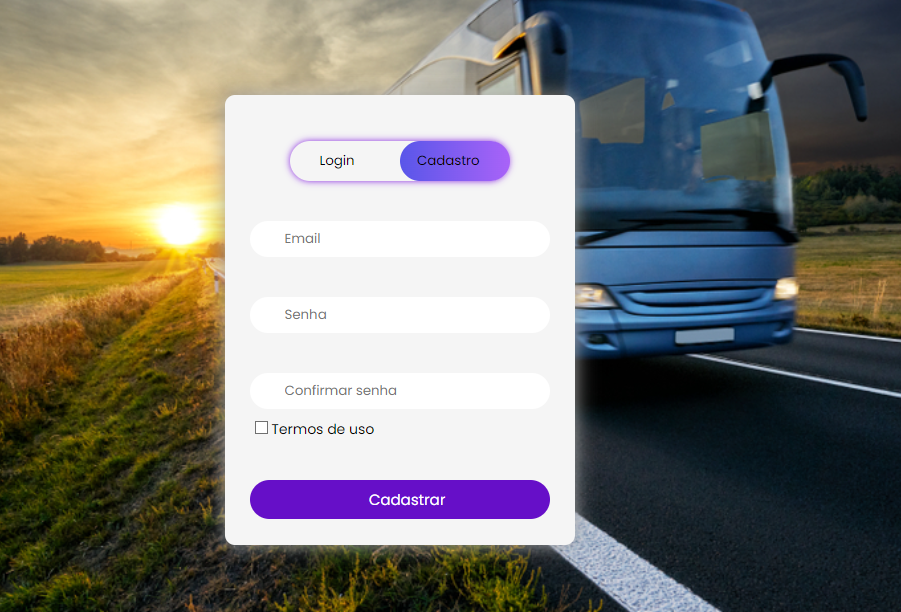 Login
Cadastro
Email
Senha
Confirmar senha
Termos de uso
Cadastrar